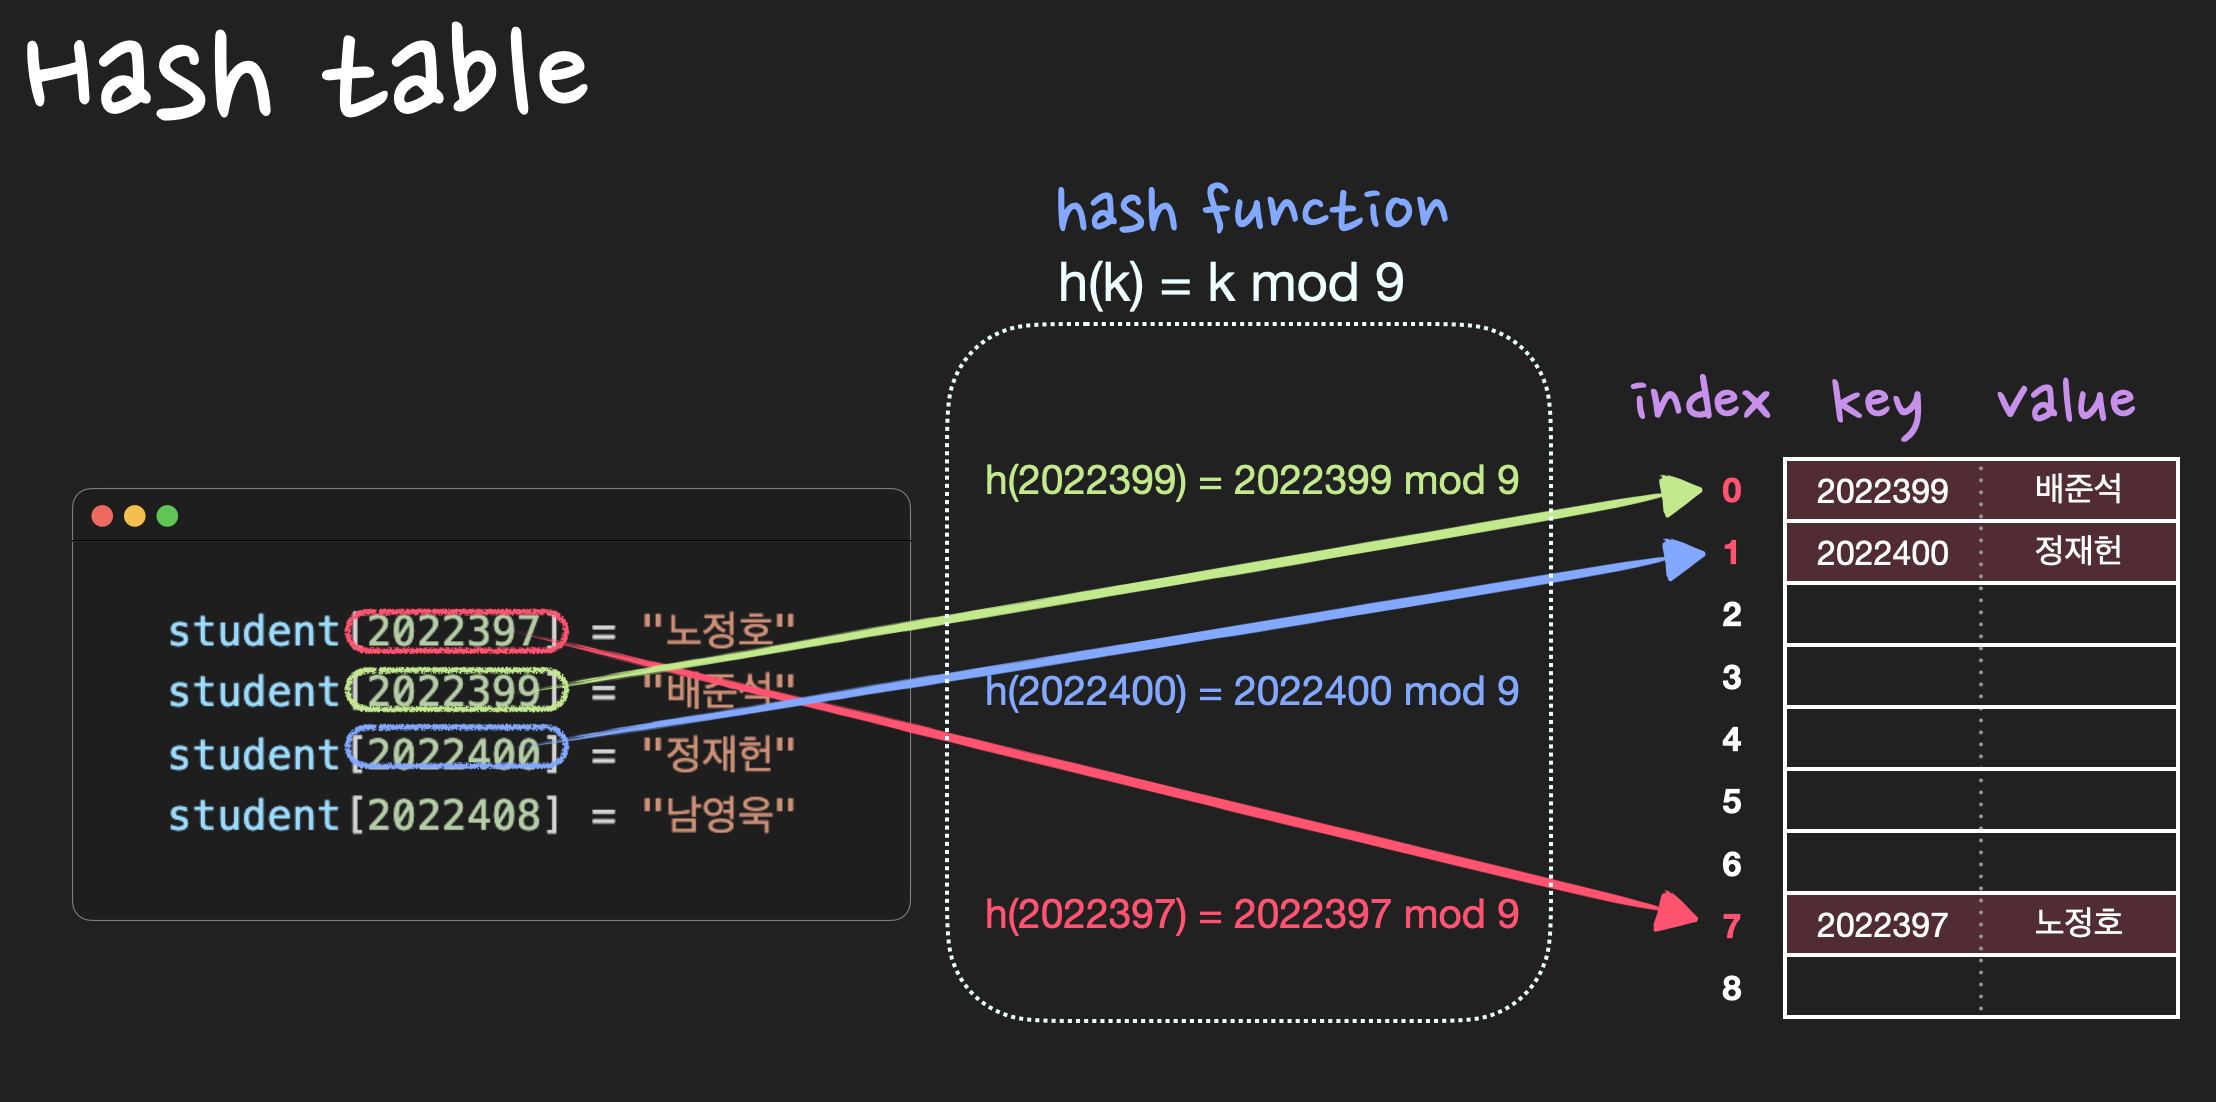 Hash table
hash function
h(k) = k mod 9
student[2022397] = "노정호"
student[2022399] = "배준석"
student[2022400] = "정재헌"
student[2022408] = "남영욱"
h(2022399) = 2022399 mod 9
h(2022400) = 2022400 mod 9
h(2022397) = 2022397 mod 9
index key value
0 2022399 배준석
1 2022400 정재헌
2
3
4
5
6
7 2022397 노정호
8